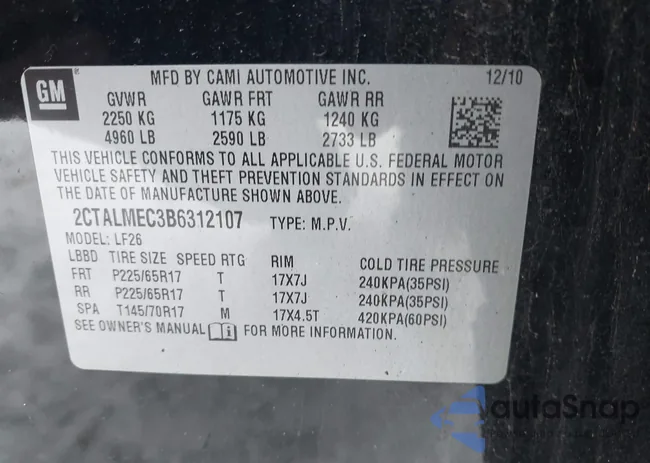 GM
MFD BY CAMI AUTOMOTIVE INC. 12/10
GVWR GAWR FRT GAWR RR
2250 KG 1175 KG 1240 KG
4960 LB 2590 LB 2733 LB
THIS VEHICLE CONFORMS TO ALL APPLICABLE U.S. FEDERAL MOTOR
VEHICLE SAFETY AND THEFT PREVENTION STANDARDS IN EFFECT ON
THE DATE OF MANUFACTURE SHOWN ABOVE.
2CTALMEC3B6312107 TYPE: M.P.V.
MODEL: LF26
LBBD TIRE SIZE SPEED RTG RIM COLD TIRE PRESSURE
FRT P225/65R17 T 17X7J 240KPA(35PSI)
RR P225/65R17 T 17X7J 240KPA(35PSI)
SPA T145/70R17 M 17X4.5T 420KPA(60PSI)
SEE OWNER'S MANUAL FOR MORE INFORMATION.
autoSnap